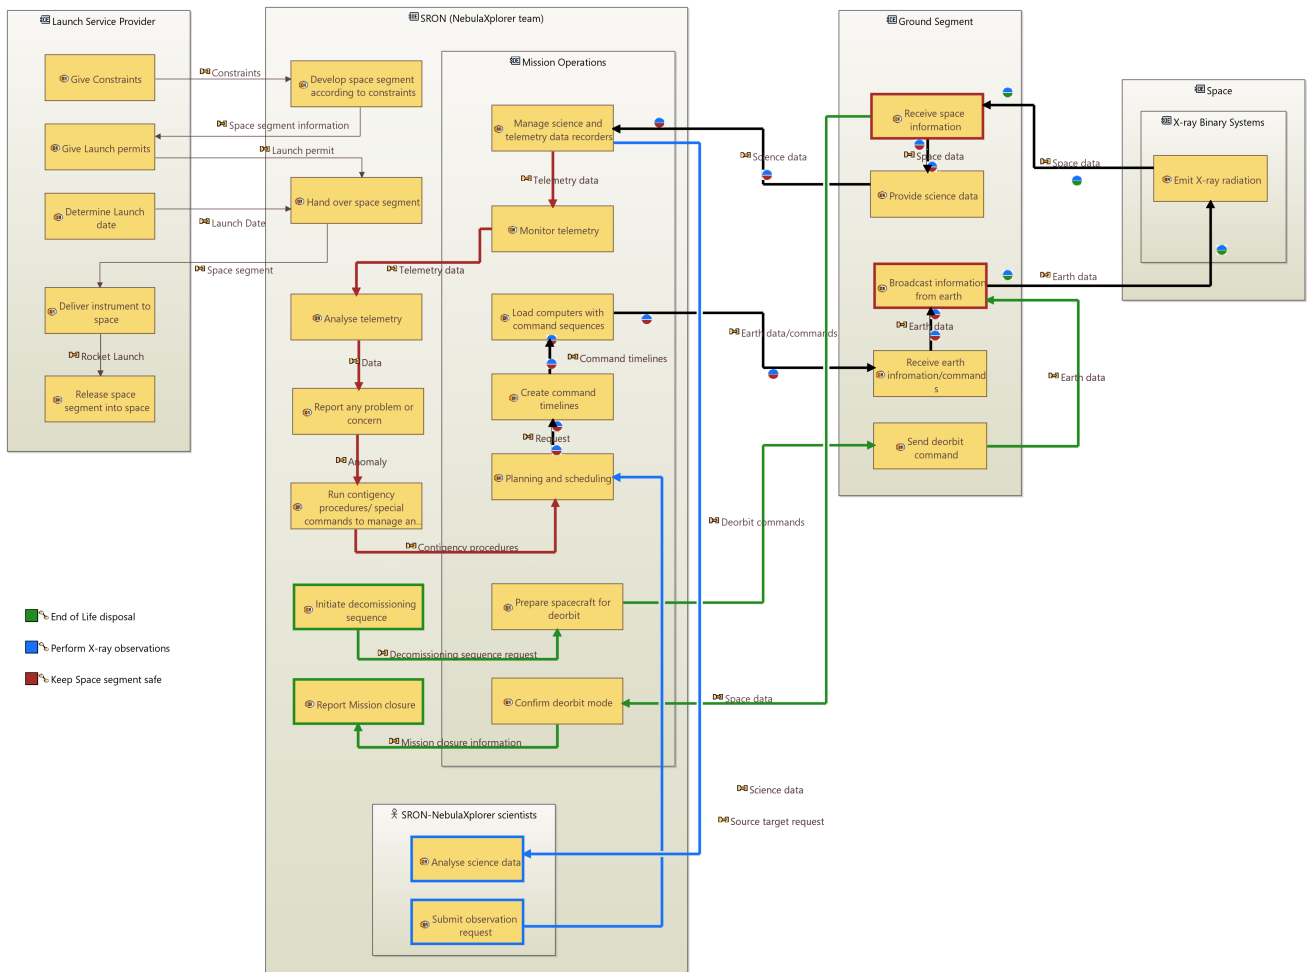 Launch Service Provider
Give Constraints
Give Launch permits
Determine Launch
date
Deliver instrument to
space
Rocket Launch
Release space
segment into space
Constraints
Space segment information
Launch permit
Launch Date
Space segment
SRON (NebulaXplorer team)
Develop space segment
according to constraints
Hand over space segment
Telemetry data
Analyse telemetry
Data
Report any problem or
concern
Anomaly
Run contigency
procedures/ special
commands to manage an...
Contigency procedures
Initiate decomissioning
sequence
Decomissioning sequence request
Report Mission closure
Mission closure information
Mission Operations
Manage science and
telemetry data recorders
Telemetry data
Monitor telemetry
Load computers with
command sequences
Command timelines
Create command
timelines
Request
Planning and scheduling
Prepare spacecraft for
deorbit
Confirm deorbit mode
SRON-NebulaXplorer scientists
Analyse science data
Submit observation
request
Science data
Earth data/commands
Deorbit commands
Space data
Science data
Source target request
Ground Segment
Receive space
information
Space data
Provide science data
Broadcast information
from earth
Earth data
Receive earth
infromation/command
s
Send deorbit
command
Space data
Earth data
Earth data
Space
X-ray Binary Systems
Emit X-ray radiation
End of Life disposal
Perform X-ray observations
Keep Space segment safe